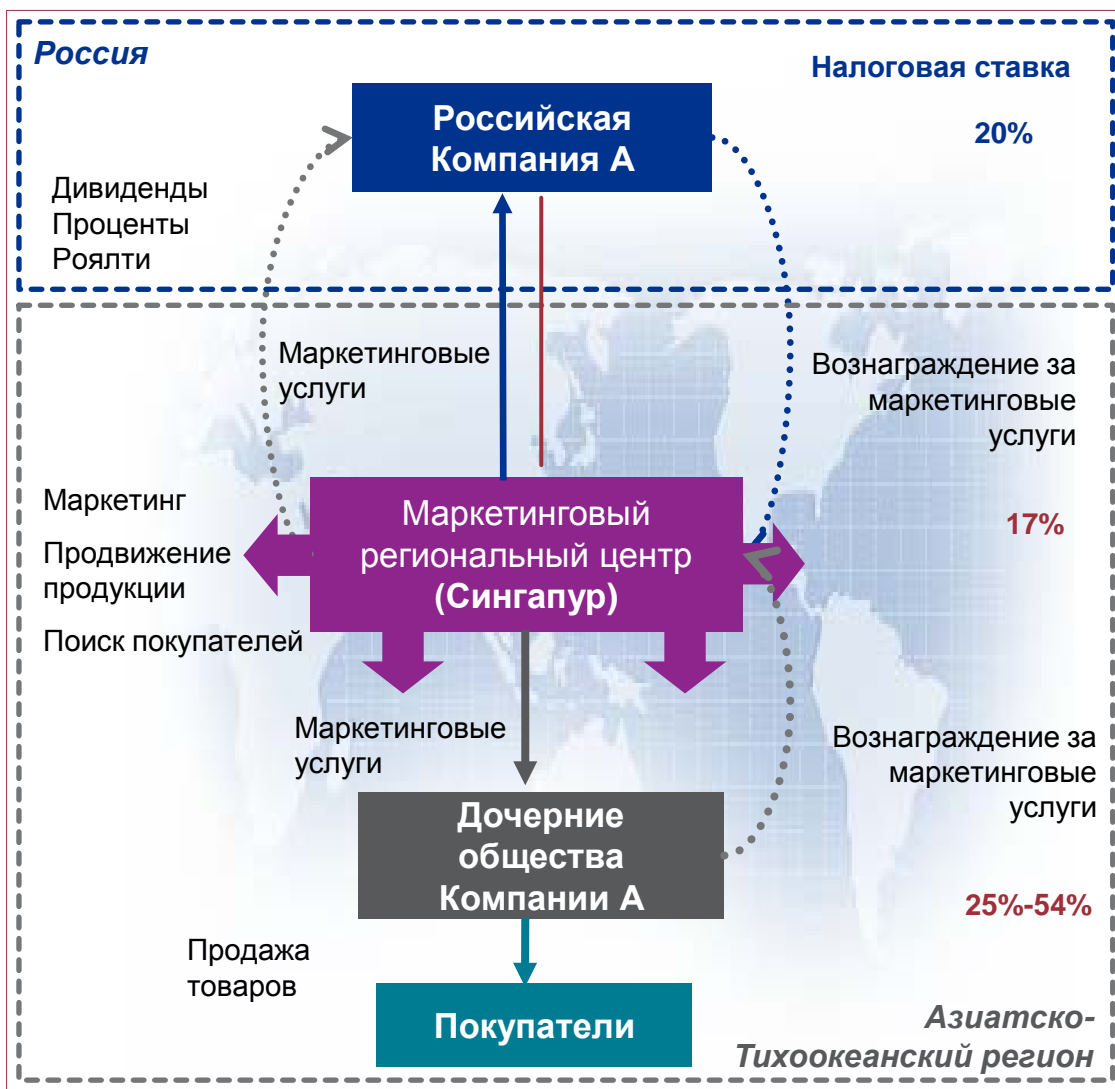 Россия
Налоговая ставка
Российская
Компания А
20%
Дивиденды
Проценты
Роялти
Маркетинговые
услуги
Вознаграждение за
маркетинговые
услуги
Маркетинг
Продвижение
продукции
Поиск покупателей
Маркетинговый
региональный центр
(Сингапур)
17%
Маркетинговые
услуги
Вознаграждение за
маркетинговые
услуги
Дочерние
общества
Компании А
25%-54%
Продажа
товаров
Покупатели
Азиатско-
Тихоокеанский регион